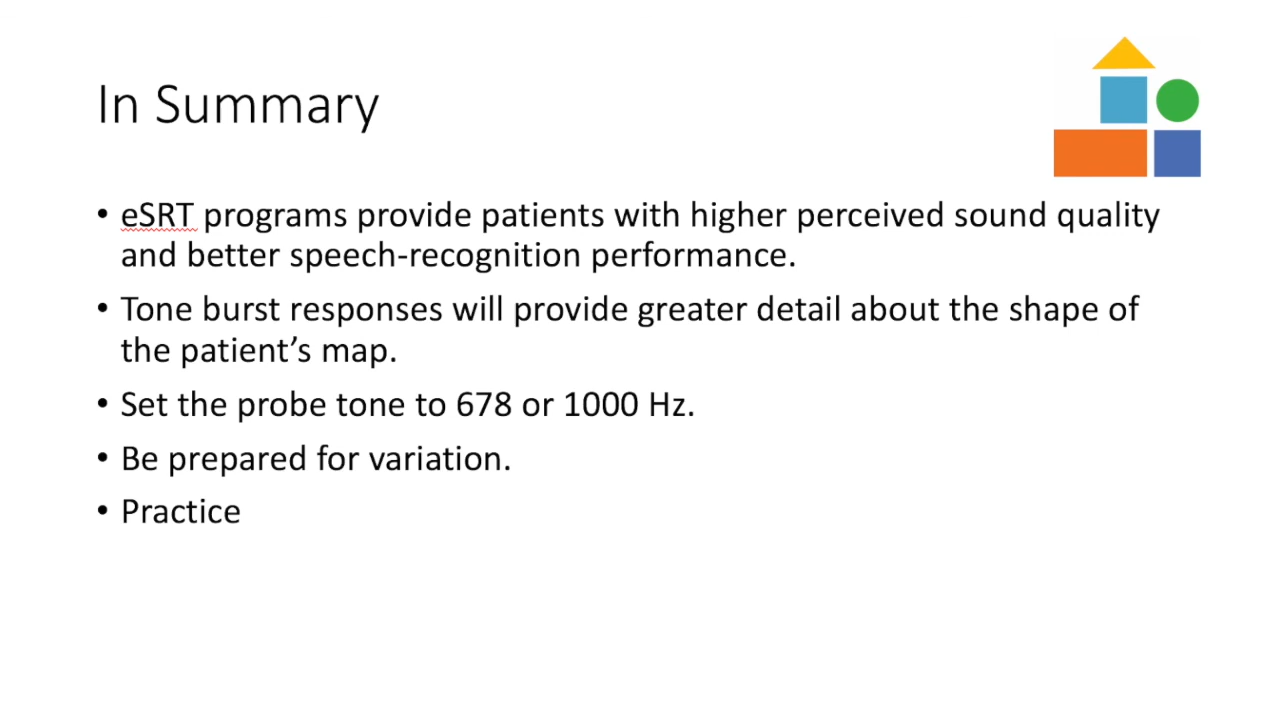 In Summary
• eSRT programs provide patients with higher perceived sound quality
and better speech-recognition performance.
• Tone burst responses will provide greater detail about the shape of
the patient’s map.
• Set the probe tone to 678 or 1000 Hz.
• Be prepared for variation.
• Practice